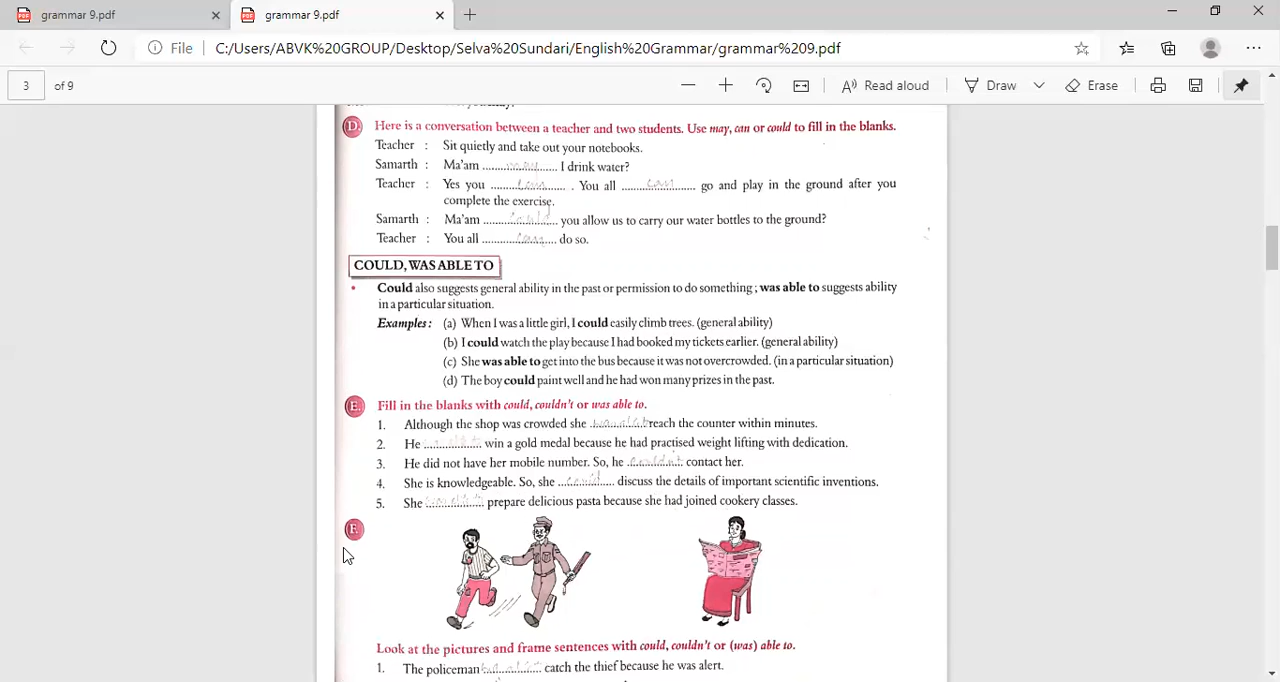 grammar 9.pdf
grammar 9.pdf
File C:/Users/ABVK%20GROUP/Desktop/Selva%20Sundari/English%20Grammar/grammar%209.pdf
3 of 9
Read aloud
Draw
Erase
D. Here is a conversation between a teacher and two students. Use may, can or could to fill in the blanks.
Teacher : Sit quietly and take out your notebooks.
Samarth : Ma'am ......may...... I drink water?
Teacher : Yes you ......can...... . You all ......can...... go and play in the ground after you
complete the exercise.
Samarth : Ma'am ......could...... you allow us to carry our water bottles to the ground?
Teacher : You all ......can...... do so.
COULD, WAS ABLE TO
• Could also suggests general ability in the past or permission to do something; was able to suggests ability
in a particular situation.
Examples: (a) When I was a little girl, I could easily climb trees. (general ability)
(b) I could watch the play because I had booked my tickets earlier. (general ability)
(c) She was able to get into the bus because it was not overcrowded. (in a particular situation)
(d) The boy could paint well and he had won many prizes in the past.
E. Fill in the blanks with could, couldn't or was able to.
1. Although the shop was crowded she ............ reach the counter within minutes.
2. He ............ win a gold medal because he had practised weight lifting with dedication.
3. He did not have her mobile number. So, he ...couldn't... contact her.
4. She is knowledgeable. So, she ...could... discuss the details of important scientific inventions.
5. She ............ prepare delicious pasta because she had joined cookery classes.
F.
Look at the pictures and frame sentences with could, couldn't or (was) able to.
1. The policeman ............ catch the thief because he was alert.